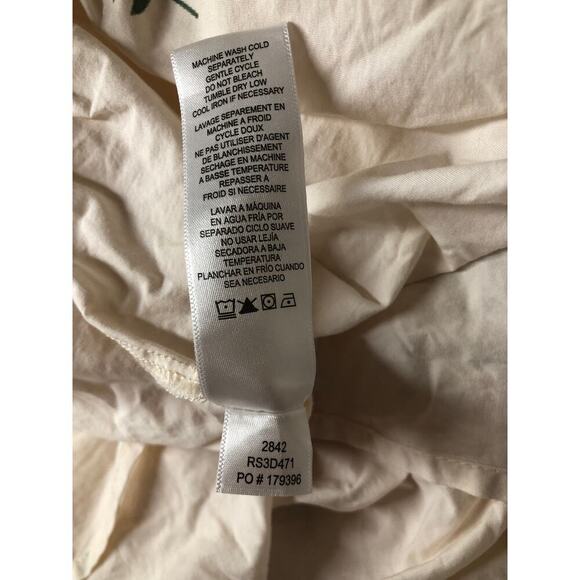 MACHINE WASH COLD
SEPARATELY
GENTLE CYCLE
DO NOT BLEACH
TUMBLE DRY LOW
COOL IRON IF NECESSARY
LAVAGE SEPAREMENT EN
MACHINE A FROID
CYCLE DOUX
NE PAS UTILISER D'AGENT
DE BLANCHISSEMENT
SECHAGE EN MACHINE
A BASSE TEMPERATURE
REPASSER A
FROID SI NECESSAIRE
LAVAR A MÁQUINA
EN AGUA FRÍA POR
SEPARADO CICLO SUAVE
NO USAR LEJÍA
SECADORA A BAJA
TEMPERATURA
PLANCHAR EN FRÍO CUANDO
SEA NECESARIO
2842
RS3D471
PO # 179396